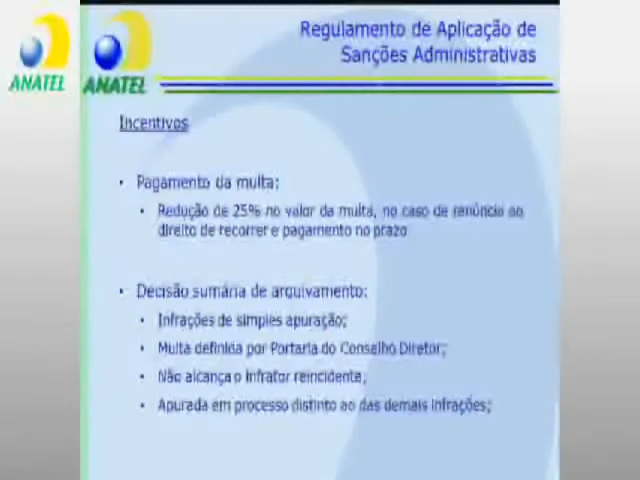 ANATEL
ANATEL
Regulamento de Aplicação de
Sanções Administrativas
Incentivos
• Pagamento da multa:
• Redução de 25% no valor da multa, no caso de renúncia ao
direito de recorrer e pagamento no prazo
• Decisão sumária de arquivamento:
• Infrações de simples apuração;
• Multa definida por Portaria do Conselho Diretor;
• Não alcança o infrator reincidente;
• Apurada em processo distinto ao das demais infrações;